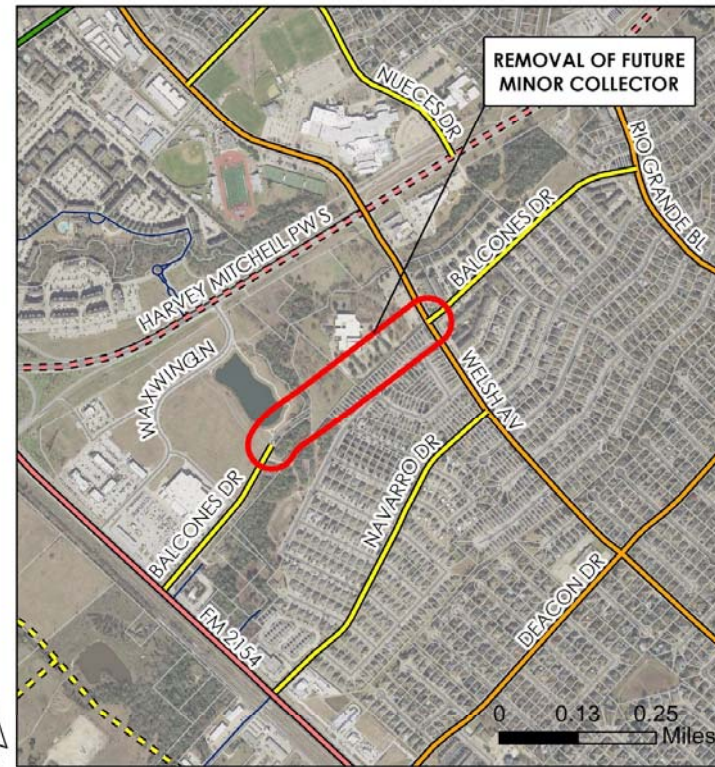 REMOVAL OF FUTURE
MINOR COLLECTOR
NUECES DR
RIO GRANDE BL
BALCONES DR
HARVEY MITCHELL PW S
WAXWING LN
WELSH AV
NAVARRO DR
BALCONES DR
DEACON DR
FM 2154
0 0.13 0.25
Miles